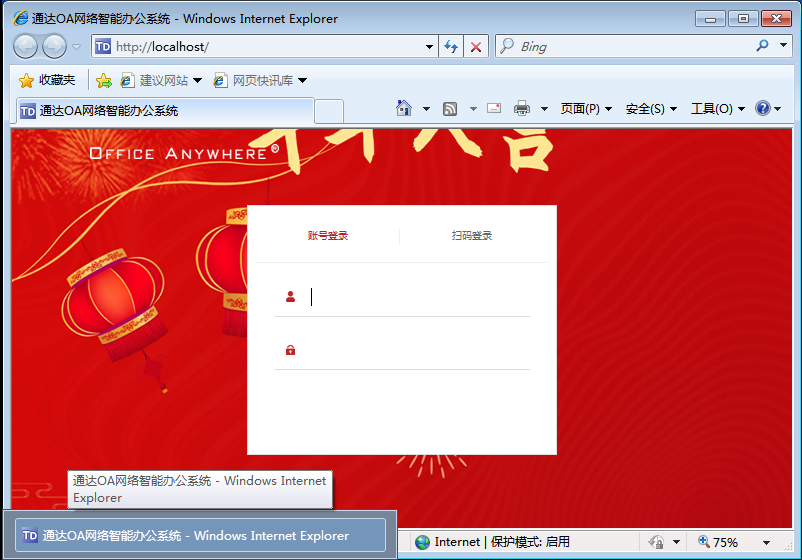 通达OA网络智能办公系统 - Windows Internet Explorer
TD http://localhost/
Bing
收藏夹 建议网站 网页快讯库
TD 通达OA网络智能办公系统
页面(P) 安全(S) 工具(O)
OFFICE ANYWHERE®
账号登录 扫码登录
通达OA网络智能办公系统 - Windows Internet
Explorer
TD 通达OA网络智能办公系统 - Windows Internet Explorer
Internet | 保护模式: 启用
75%